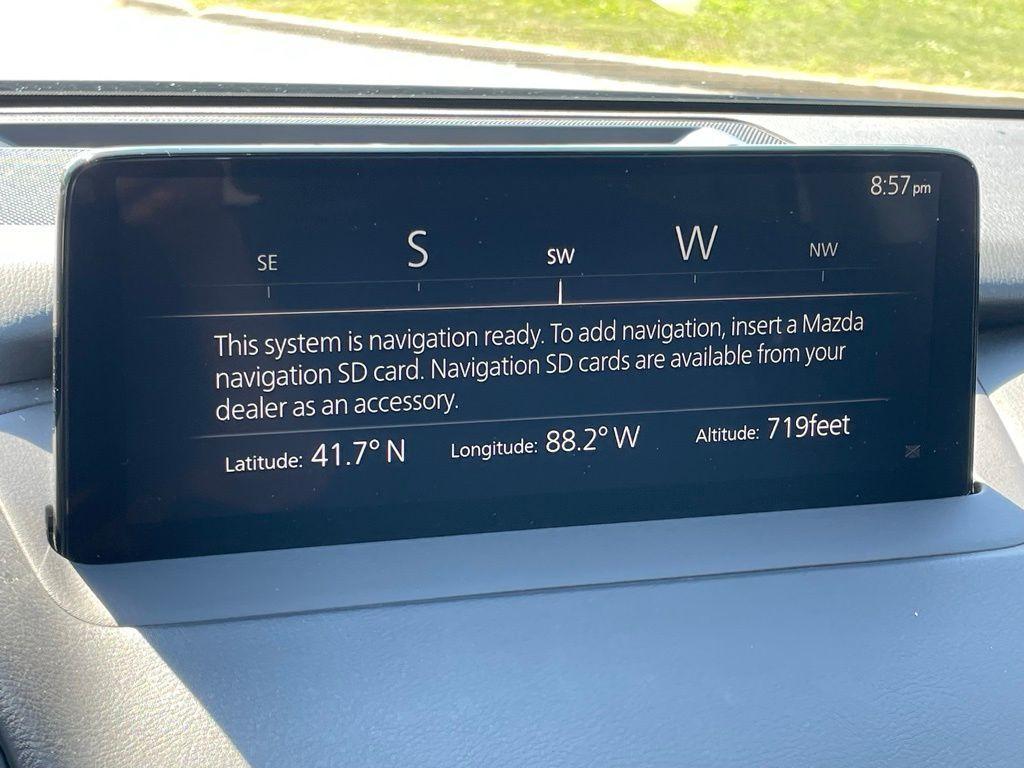 8:57pm
SE S SW W NW
This system is navigation ready. To add navigation, insert a Mazda
navigation SD card. Navigation SD cards are available from your
dealer as an accessory.
Latitude: 41.7° N Longitude: 88.2° W Altitude: 719feet